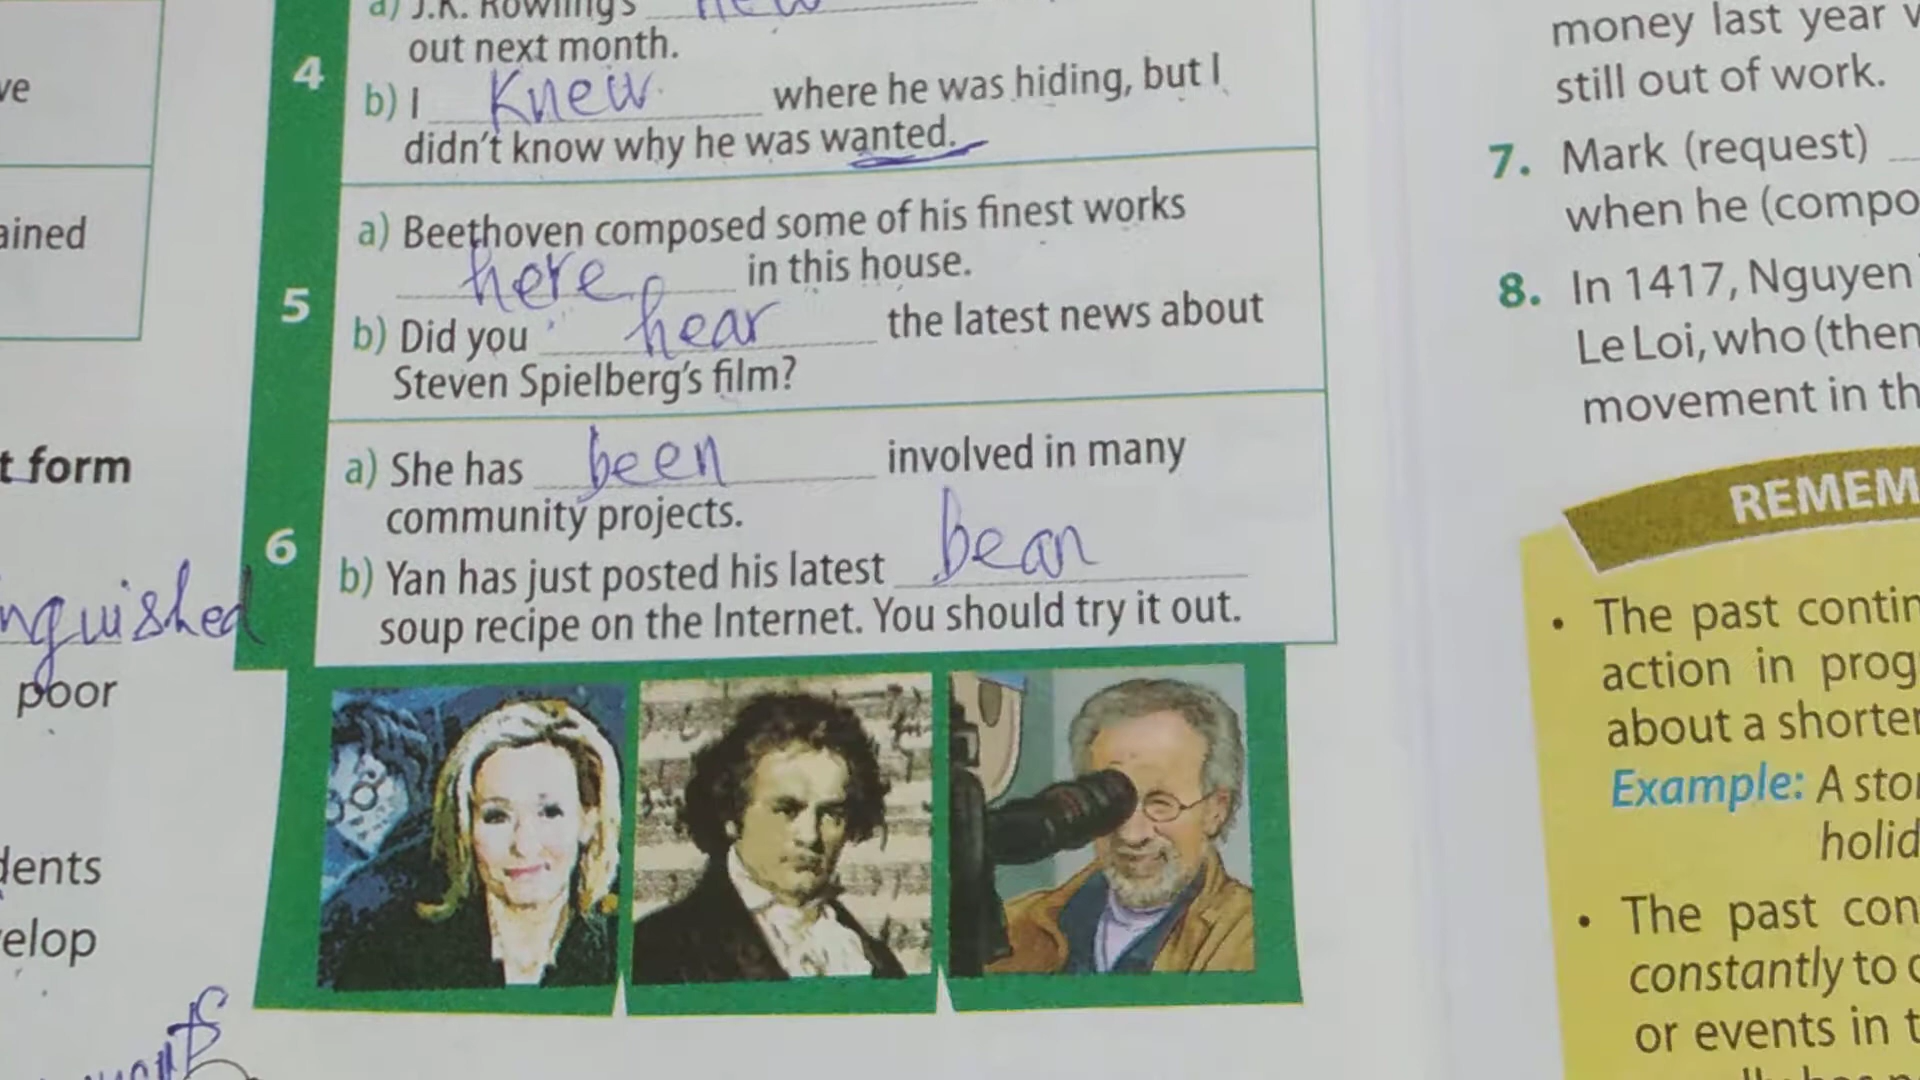 a) J.K. Rowling's new
out next month.
4
b) I Knew where he was hiding, but I
didn't know why he was wanted.
a) Beethoven composed some of his finest works
here in this house.
5
b) Did you hear the latest news about
Steven Spielberg's film?
a) She has been involved in many
community projects.
6
b) Yan has just posted his latest bean
soup recipe on the Internet. You should try it out.
ve
ained
t form
nguished
poor
dents
elop
money last year
still out of work.
7. Mark (request)
when he (compo
8. In 1417, Nguyen
Le Loi, who (then
movement in th
REMEM
• The past contin
action in prog
about a shorter
Example: A stor
holid
• The past con
constantly to
or events in t